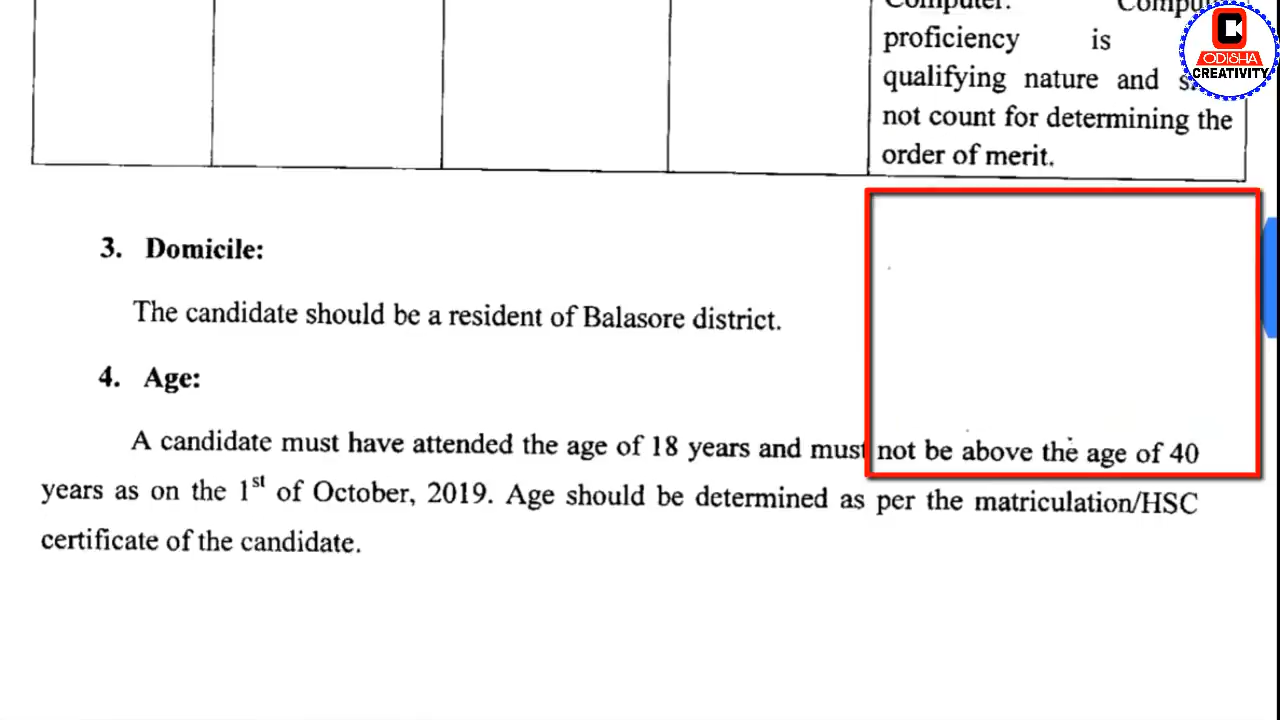 proficiency is
qualifying nature and
not count for determining the
order of merit.
ODISHA
CREATIVITY
3. Domicile:
The candidate should be a resident of Balasore district.
4. Age:
A candidate must have attended the age of 18 years and must not be above the age of 40
years as on the 1st of October, 2019. Age should be determined as per the matriculation/HSC
certificate of the candidate.